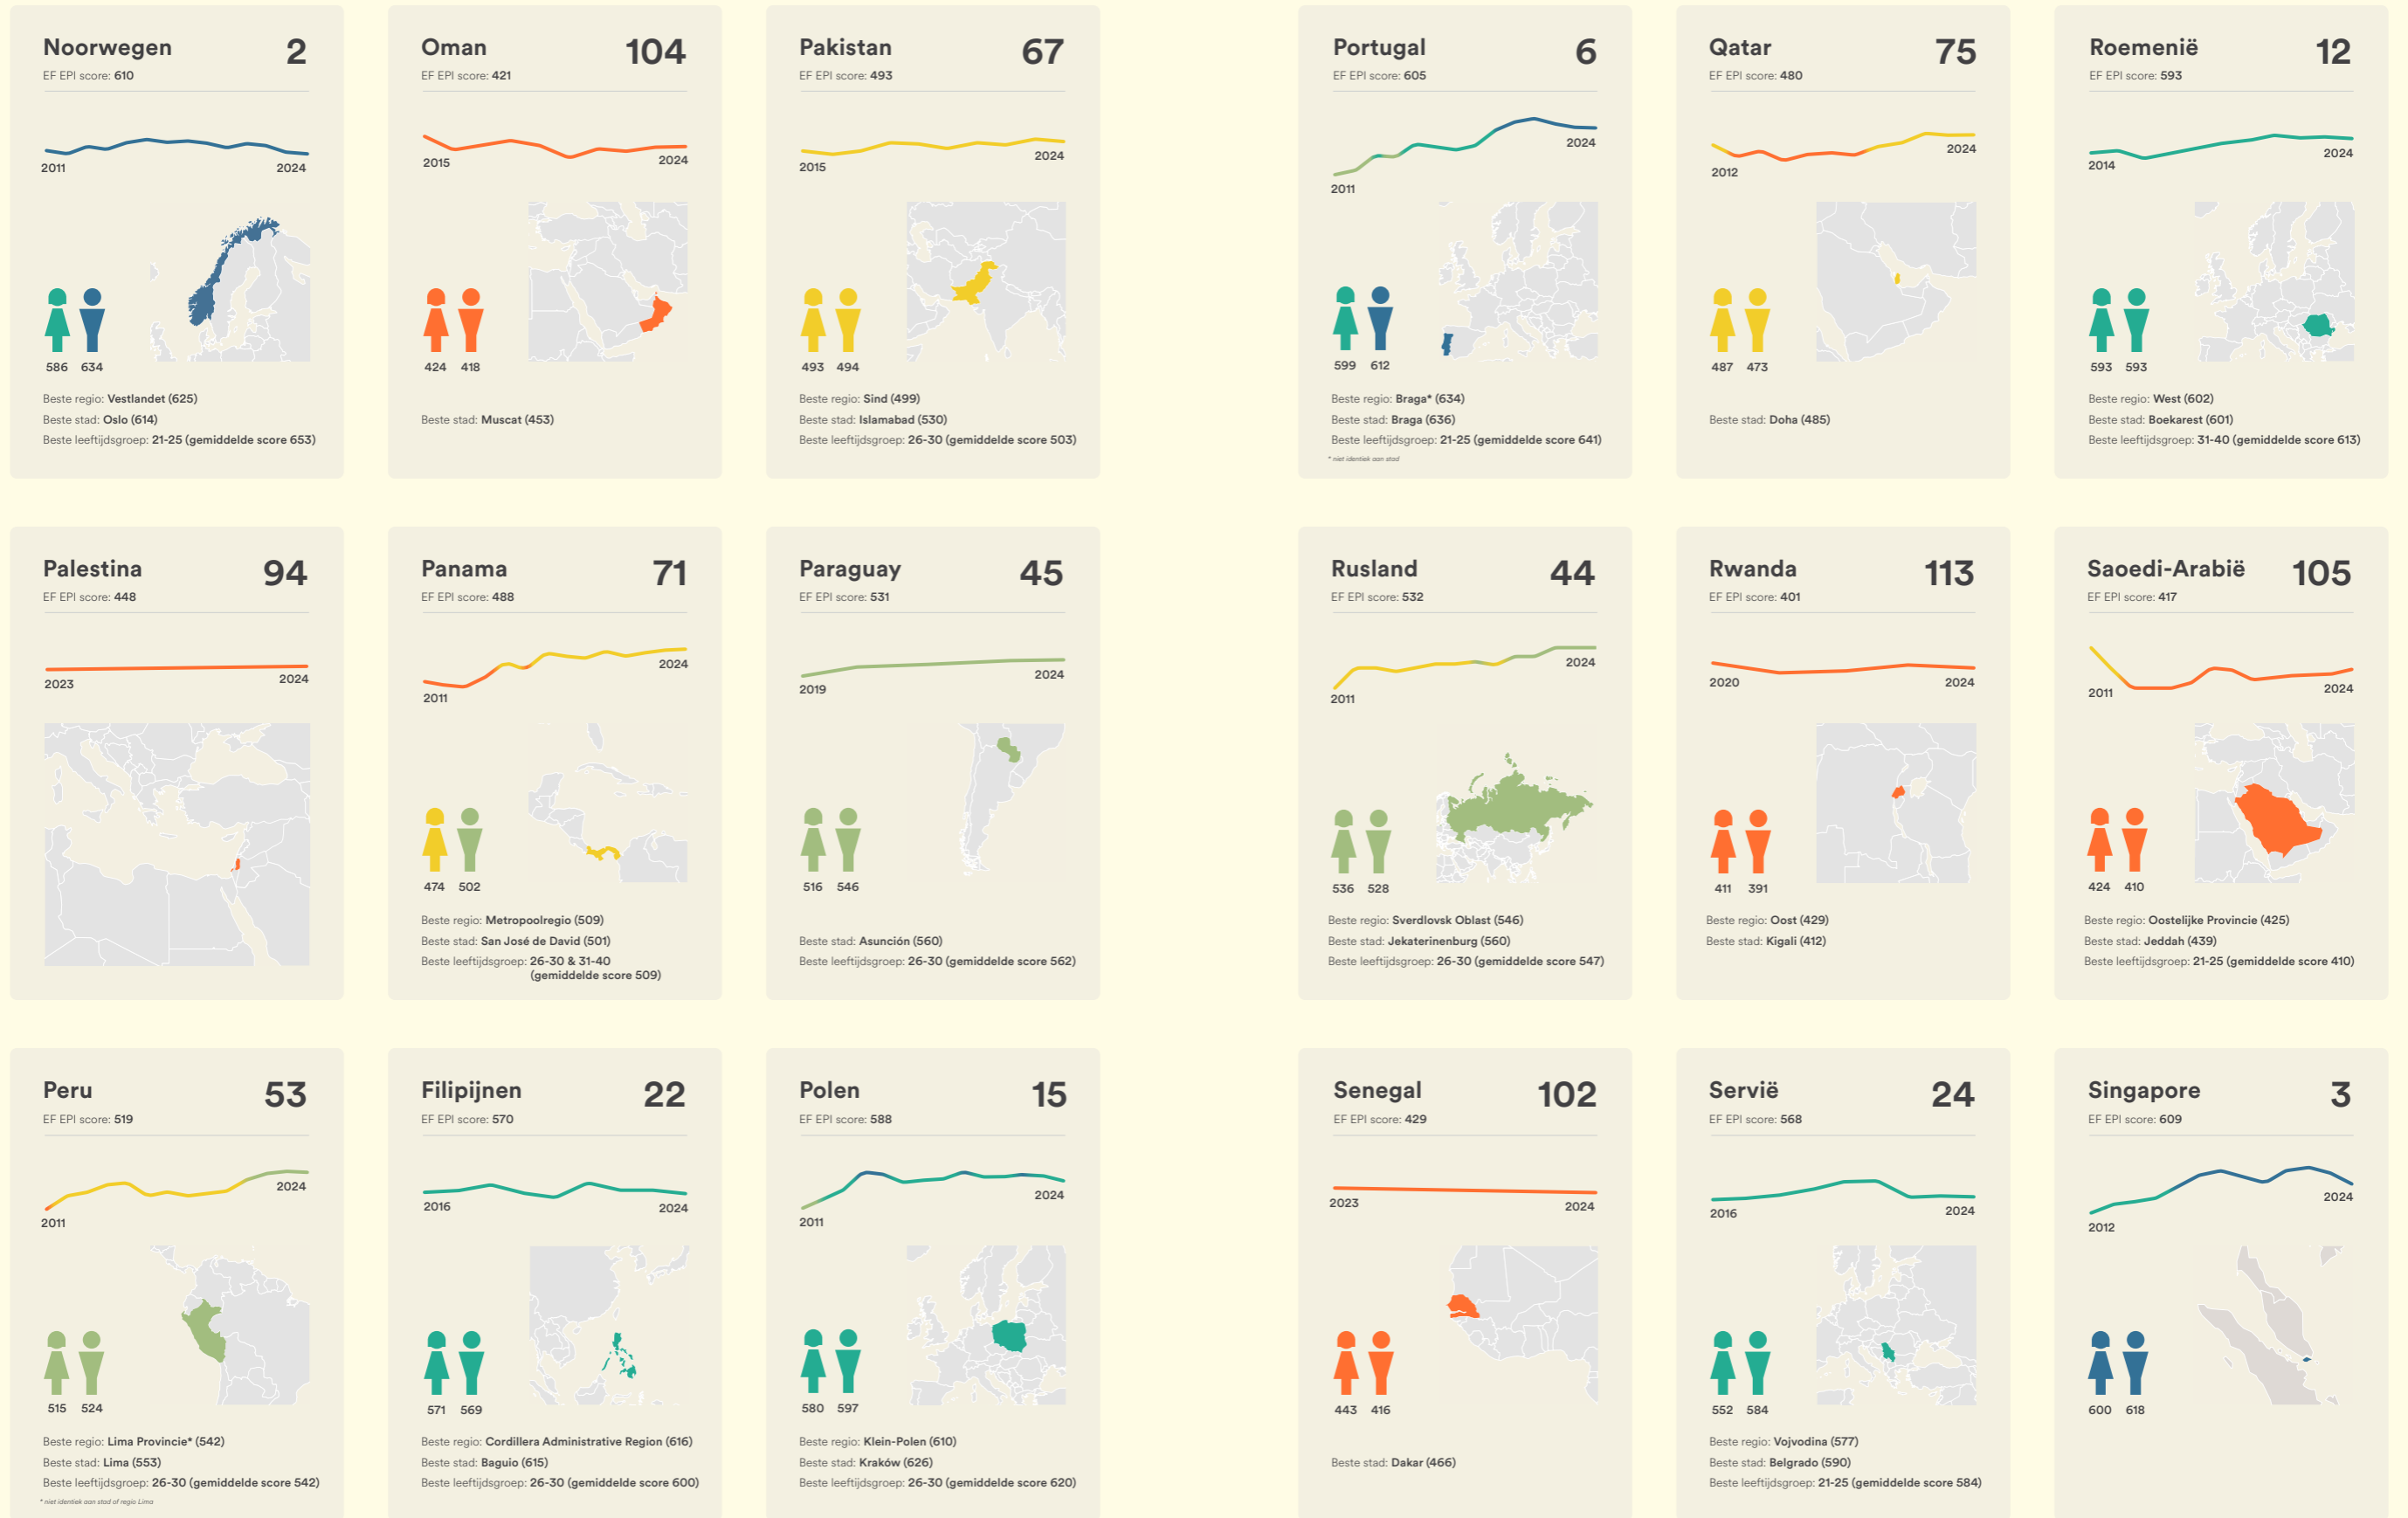 Noorwegen 2
EF EPI score: 610
2011
2024
586 634
Beste regio: Vestlandet (625)
Beste stad: Oslo (614)
Beste leeftijdsgroep: 21-25 (gemiddelde score 653)
Oman 104
EF EPI score: 421
2015
2024
424 418
Beste stad: Muscat (453)
Pakistan 67
EF EPI score: 493
2015
2024
493 494
Beste regio: Sind (499)
Beste stad: Islamabad (530)
Beste leeftijdsgroep: 26-30 (gemiddelde score 503)
Portugal 6
EF EPI score: 605
2011
2024
599 612
Beste regio: Braga* (634)
Beste stad: Braga (636)
Beste leeftijdsgroep: 21-25 (gemiddelde score 641)
* niet identiek aan stad
Qatar 75
EF EPI score: 480
2012
2024
487 473
Beste stad: Doha (485)
Roemenië 12
EF EPI score: 593
2014
2024
593 593
Beste regio: West (602)
Beste stad: Boekarest (601)
Beste leeftijdsgroep: 31-40 (gemiddelde score 613)
Palestina 94
EF EPI score: 448
2023
2024
Panama 71
EF EPI score: 488
2011
2024
474 502
Beste regio: Metropoolregio (509)
Beste stad: San José de David (501)
Beste leeftijdsgroep: 26-30 & 31-40
(gemiddelde score 509)
Paraguay 45
EF EPI score: 531
2019
2024
516 546
Beste stad: Asunción (560)
Beste leeftijdsgroep: 26-30 (gemiddelde score 562)
Rusland 44
EF EPI score: 532
2011
2024
536 528
Beste regio: Sverdlovsk Oblast (546)
Beste stad: Jekaterinenburg (560)
Beste leeftijdsgroep: 26-30 (gemiddelde score 547)
Rwanda 113
EF EPI score: 401
2020
2024
411 391
Beste regio: Oost (429)
Beste stad: Kigali (412)
Saoedi-Arabië 105
EF EPI score: 417
2011
2024
424 410
Beste regio: Oostelijke Provincie (425)
Beste stad: Jeddah (439)
Beste leeftijdsgroep: 21-25 (gemiddelde score 410)
Peru 53
EF EPI score: 519
2011
2024
515 524
Beste regio: Lima Provincie* (542)
Beste stad: Lima (553)
Beste leeftijdsgroep: 26-30 (gemiddelde score 542)
* niet identiek aan stad of regio Lima
Filipijnen 22
EF EPI score: 570
2016
2024
571 569
Beste regio: Cordillera Administrative Region (616)
Beste stad: Baguio (615)
Beste leeftijdsgroep: 26-30 (gemiddelde score 600)
Polen 15
EF EPI score: 588
2011
2024
580 597
Beste regio: Klein-Polen (610)
Beste stad: Kraków (626)
Beste leeftijdsgroep: 26-30 (gemiddelde score 620)
Senegal 102
EF EPI score: 429
2023
2024
443 416
Beste stad: Dakar (466)
Servië 24
EF EPI score: 568
2016
2024
552 584
Beste regio: Vojvodina (577)
Beste stad: Belgrado (590)
Beste leeftijdsgroep: 21-25 (gemiddelde score 584)
Singapore 3
EF EPI score: 609
2012
2024
600 618